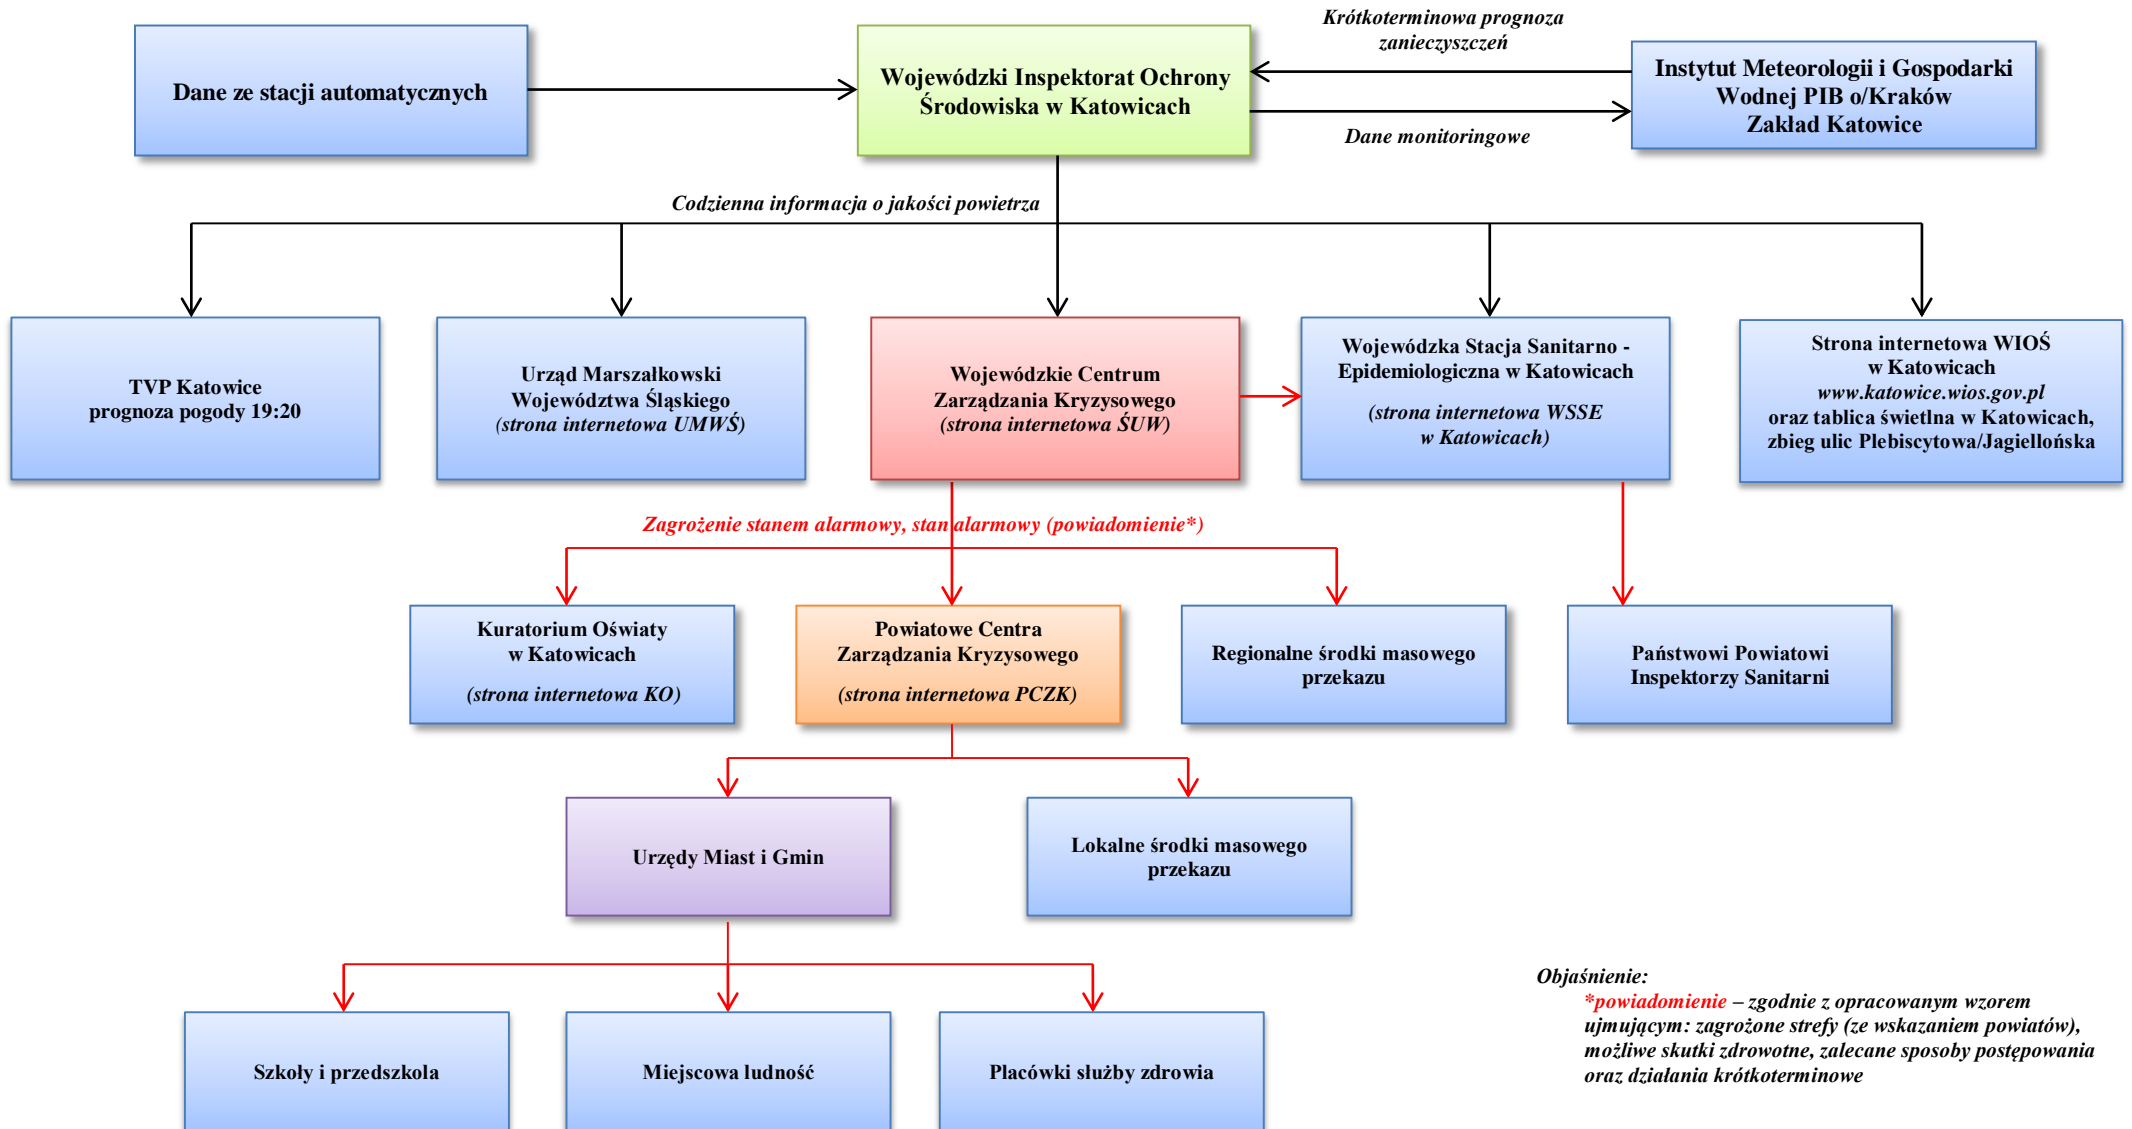 Krótkoterminowa prognoza
zanieczyszczeń
Dane ze stacji automatycznych
Wojewódzki Inspektorat Ochrony
Środowiska w Katowicach
Instytut Meteorologii i Gospodarki
Wodnej PIB o/Kraków
Zakład Katowice
Dane monitoringowe
Codzienna informacja o jakości powietrza
TVP Katowice
prognoza pogody 19:20
Urząd Marszałkowski
Województwa Śląskiego
(strona internetowa UMWŚ)
Wojewódzkie Centrum
Zarządzania Kryzysowego
(strona internetowa ŚUW)
Wojewódzka Stacja Sanitarno -
Epidemiologiczna w Katowicach
(strona internetowa WSSE
w Katowicach)
Strona internetowa WIOŚ
w Katowicach
www.katowice.wios.gov.pl
oraz tablica świetlna w Katowicach,
zbieg ulic Plebiscytowa/Jagiellońska
Zagrożenie stanem alarmowy, stan alarmowy (powiadomienie*)
Kuratorium Oświaty
w Katowicach
(strona internetowa KO)
Powiatowe Centra
Zarządzania Kryzysowego
(strona internetowa PCZK)
Regionalne środki masowego
przekazu
Państwowi Powiatowi
Inspektorzy Sanitarni
Urzędy Miast i Gmin
Lokalne środki masowego
przekazu
Szkoły i przedszkola
Miejscowa ludność
Placówki służby zdrowia
Objaśnienie:
*powiadomienie – zgodnie z opracowanym wzorem
ujmującym: zagrożone strefy (ze wskazaniem powiatów),
możliwe skutki zdrowotne, zalecane sposoby postępowania
oraz działania krótkoterminowe